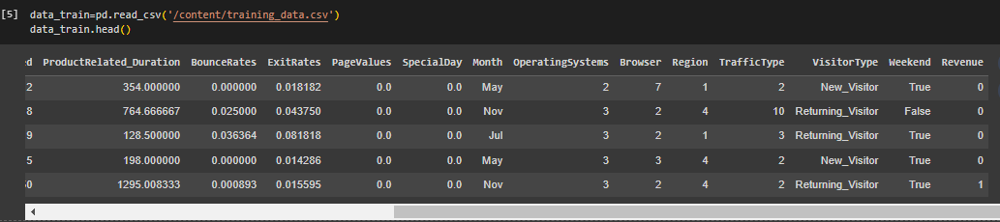 [5] data_train=pd.read_csv('/content/training_data.csv')
data_train.head()
ed ProductRelated_Duration BounceRates ExitRates PageValues SpecialDay Month OperatingSystems Browser Region TrafficType VisitorType Weekend Revenue
2 354.000000 0.000000 0.018182 0.0 0.0 May 2 7 1 2 New_Visitor True 0
8 764.666667 0.025000 0.043750 0.0 0.0 Nov 3 2 4 10 Returning_Visitor False 0
9 128.500000 0.036364 0.081818 0.0 0.0 Jul 3 2 1 3 Returning_Visitor True 0
5 198.000000 0.000000 0.014286 0.0 0.0 May 3 3 4 2 New_Visitor True 0
50 1295.008333 0.000893 0.015595 0.0 0.0 Nov 3 2 4 2 Returning_Visitor True 1